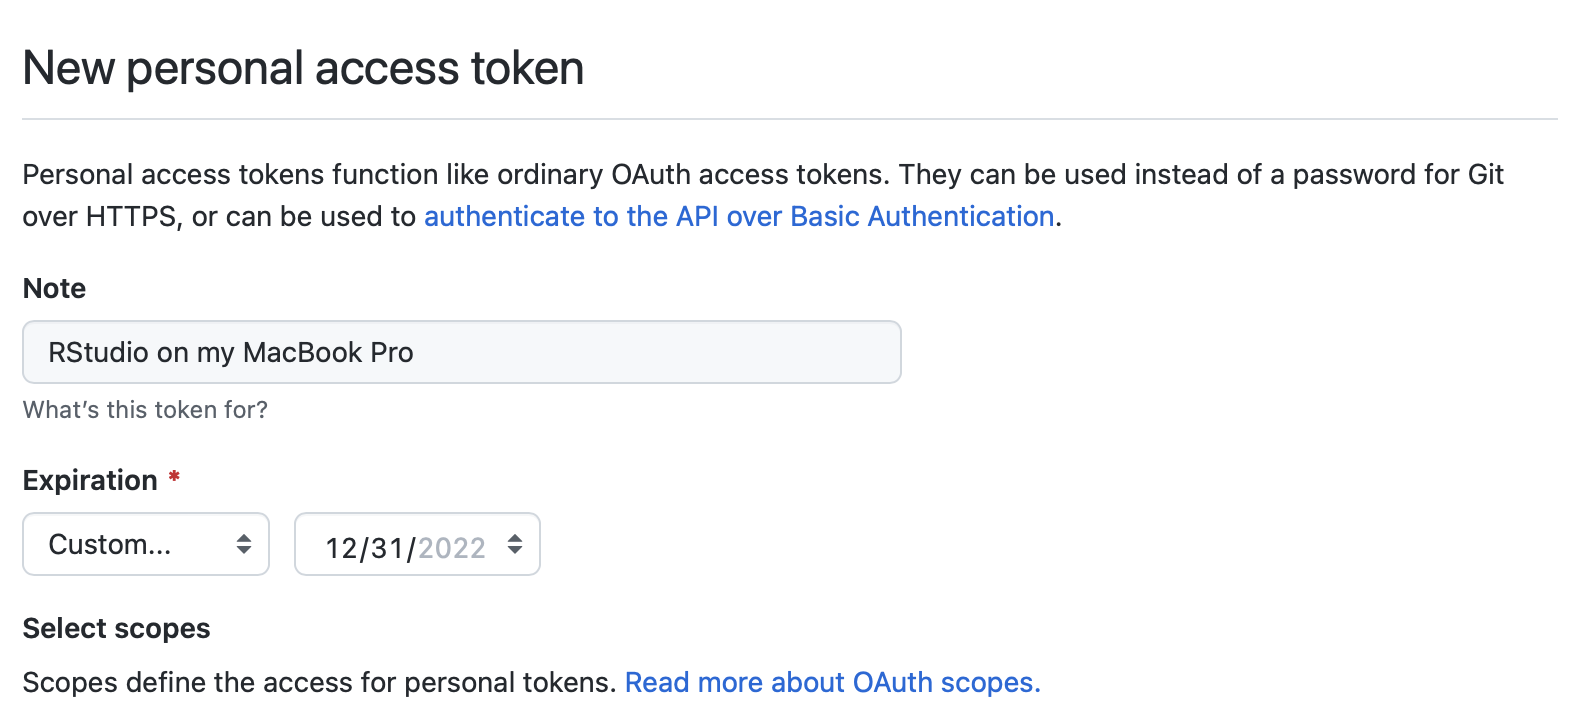 New personal access token
Personal access tokens function like ordinary OAuth access tokens. They can be used instead of a password for Git
over HTTPS, or can be used to authenticate to the API over Basic Authentication.
Note
RStudio on my MacBook Pro
What's this token for?
Expiration *
Custom... 12/31/2022
Select scopes
Scopes define the access for personal tokens. Read more about OAuth scopes.